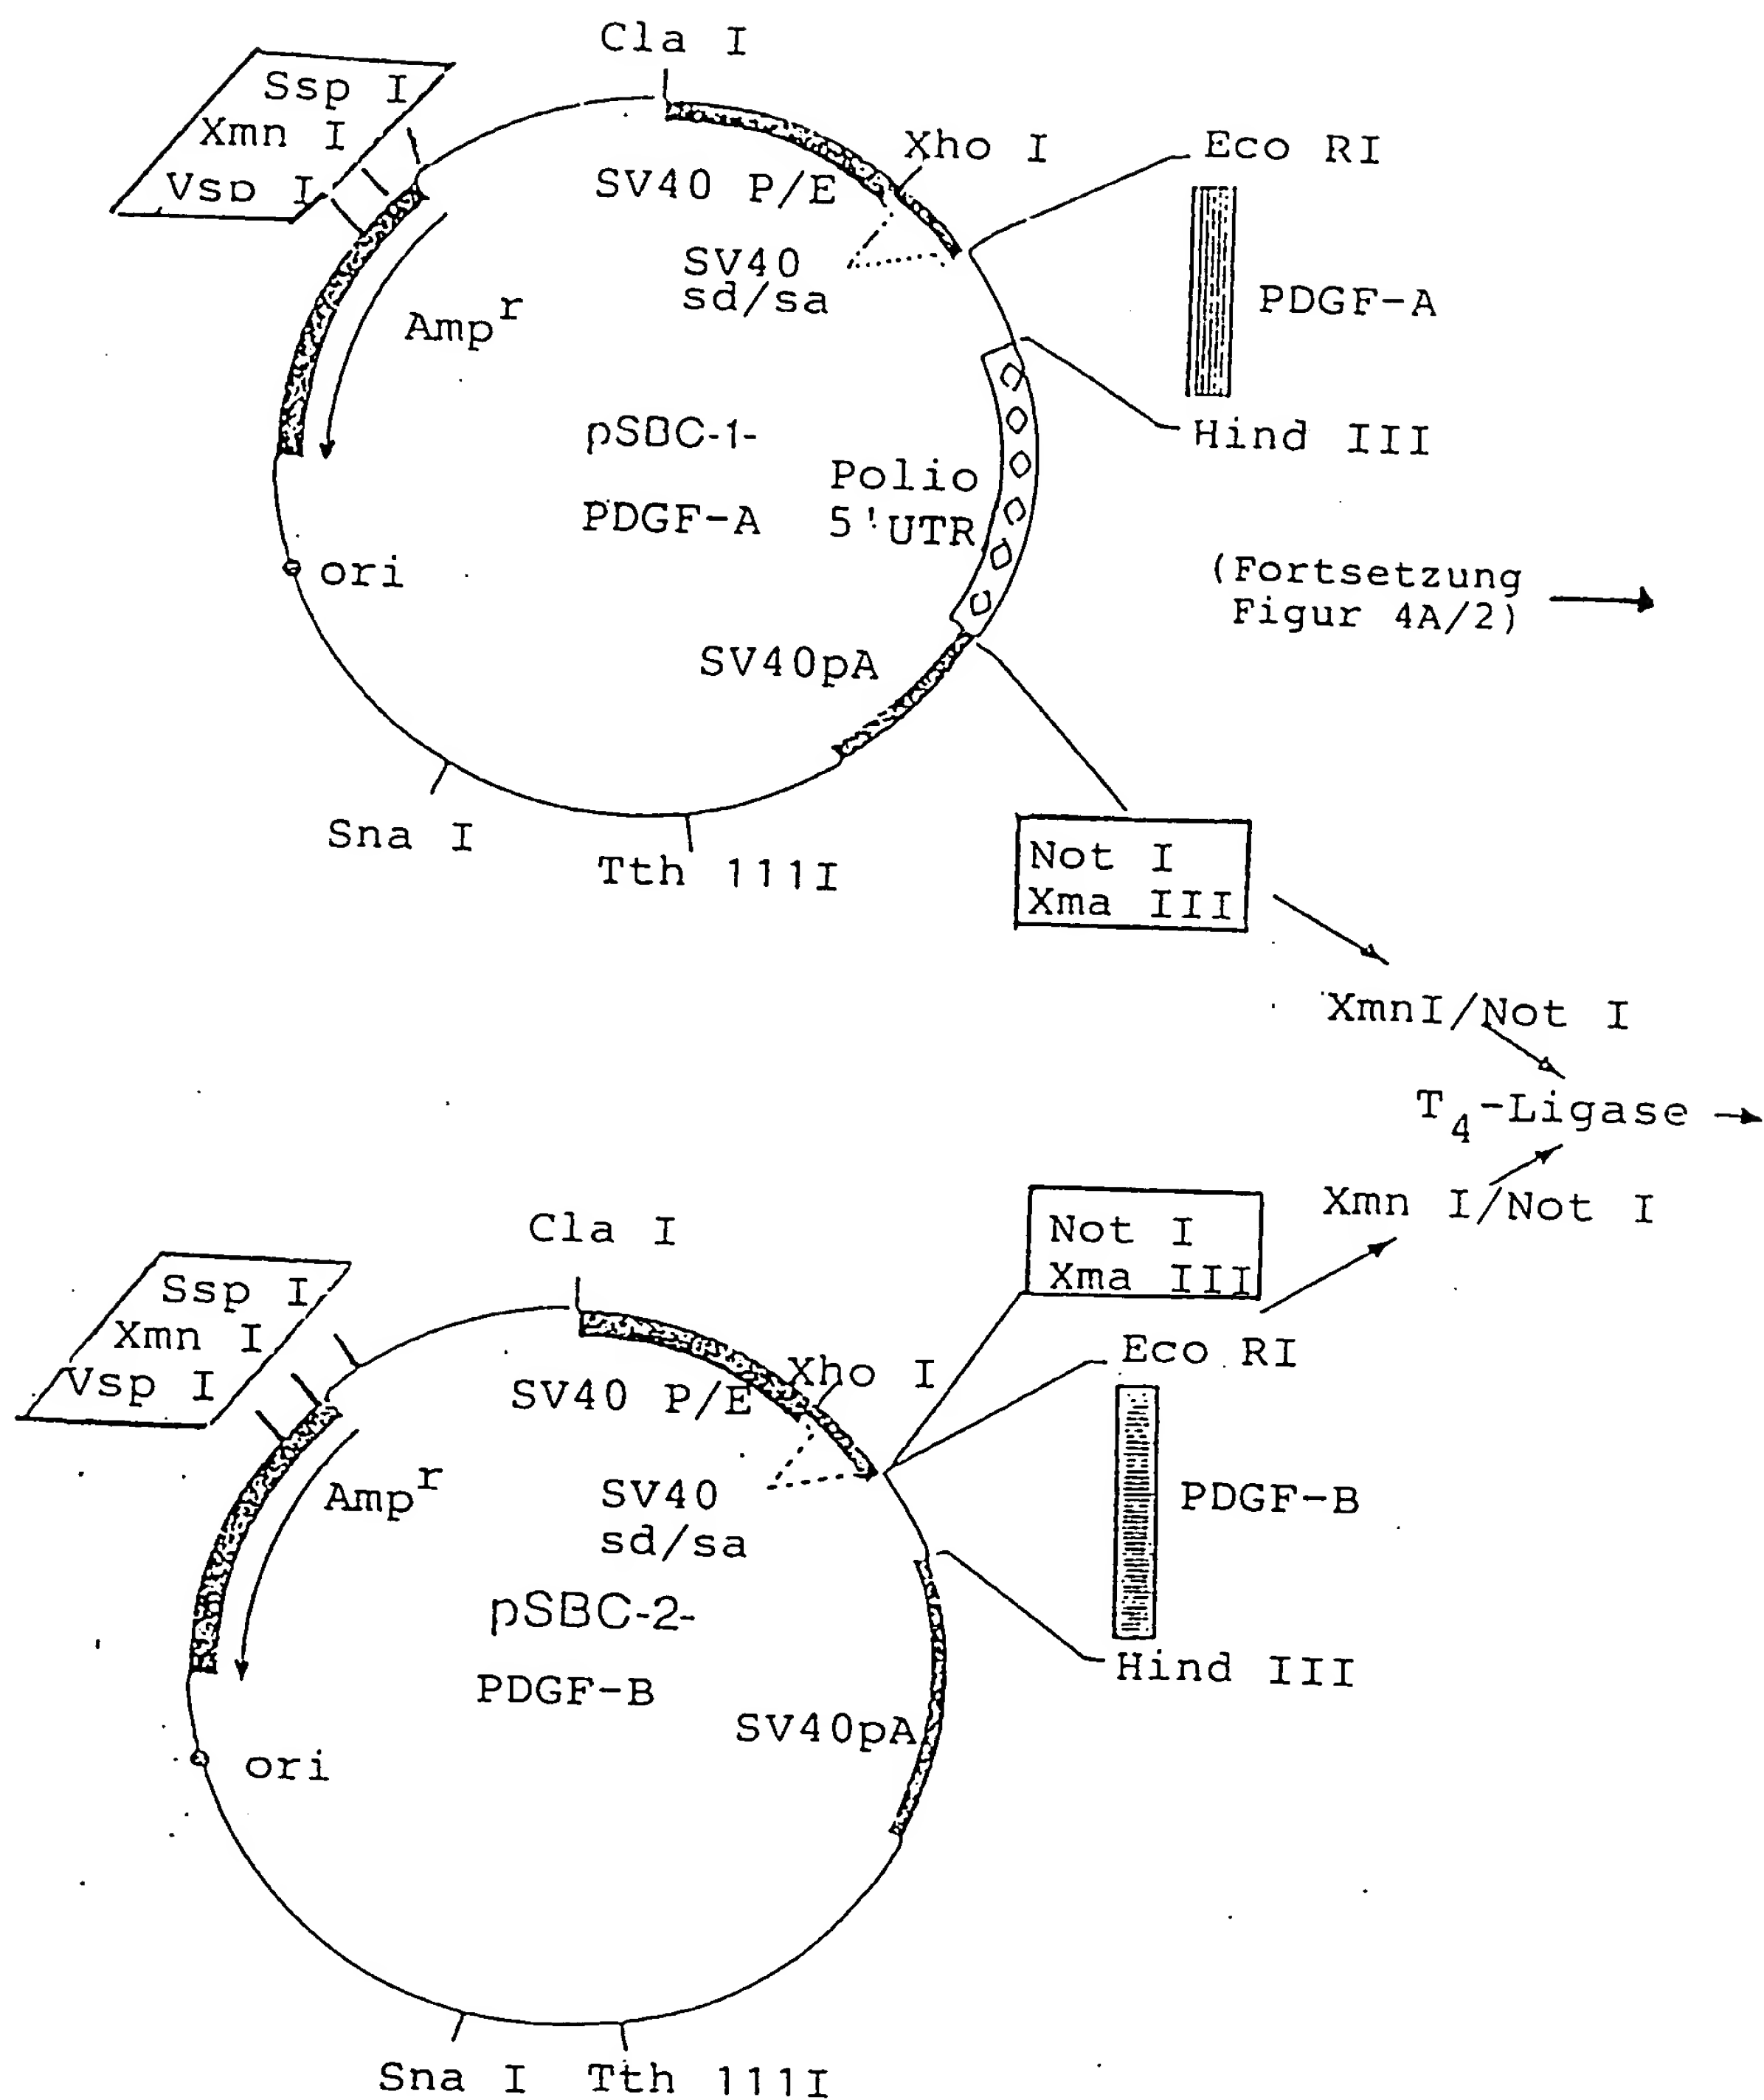 Cla I
Ssp I
Xmn I
Vsp I
Xho I
Eco RI
SV40 P/E
SV40
sd/sa
PDGF-A
Amp r
Hind III
pSBC-1-
PDGF-A
Polio
5'UTR
ori
(Fortsetzung
Figur 4A/2)
SV40pA
Sna I
Tth 111I
Not I
Xma III
XmnI/Not I
T4-Ligase
Xmn I/Not I
Not I
Xma III
Cla I
Ssp I
Xmn I
Vsp I
Xho I
Eco RI
SV40 P/E
SV40
sd/sa
PDGF-B
Amp r
pSBC-2-
PDGF-B
Hind III
SV40pA
ori
Sna I
Tth 111I